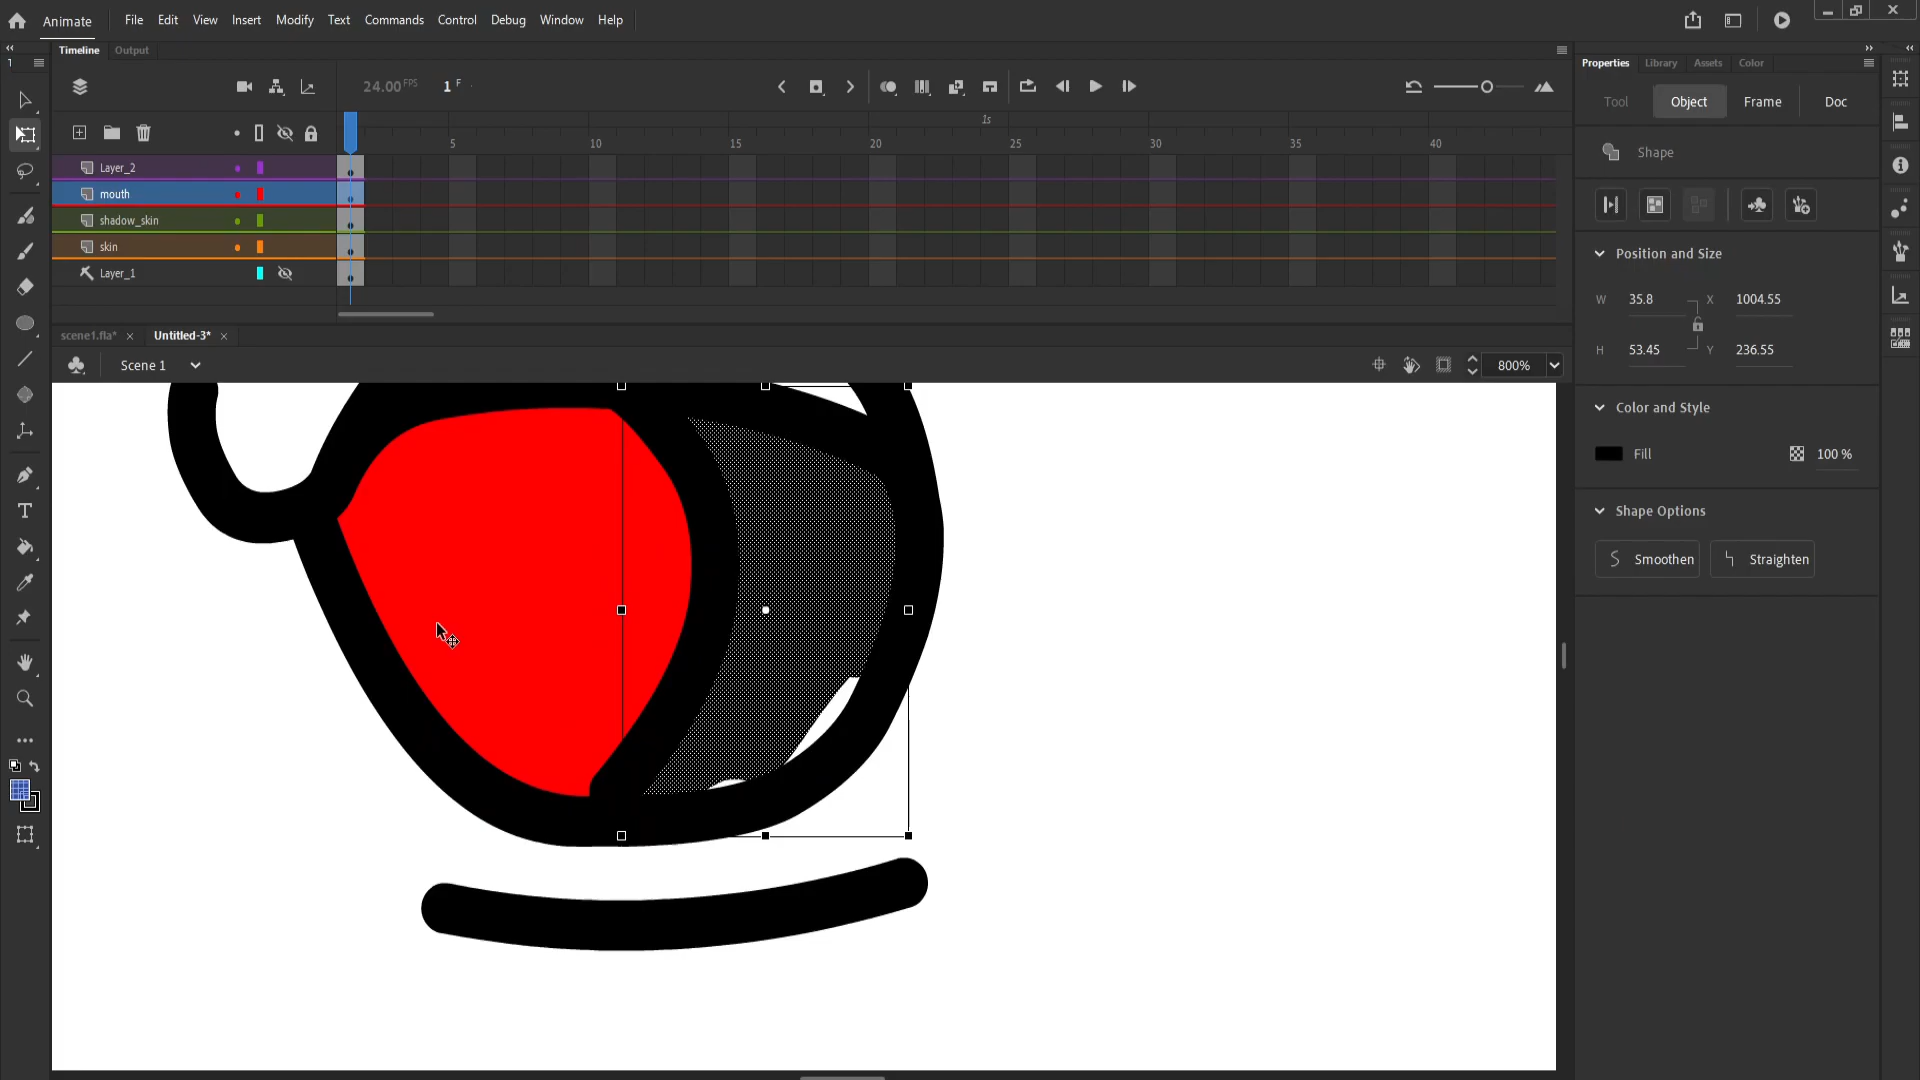 Animate File Edit View Insert Modify Text Commands Control Debug Window Help
Timeline Output
Properties Library Assets Color
24.00 FPS 1 F
Tool Object Frame Doc
1s
5 10 15 20 25 30 35 40
Layer_2
mouth
shadow_skin
skin
Layer_1
Shape
Position and Size
W 35.8 X 1004.55
H 53.45 Y 236.55
scene1.fla* × Untitled-3* ×
Scene 1 800%
Color and Style
Fill 100 %
Shape Options
Smoothen Straighten